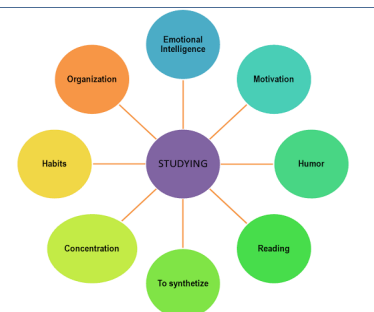 Emotional
Intelligence
Organization
Motivation
Habits
STUDYING
Humor
Concentration
Reading
To synthetize